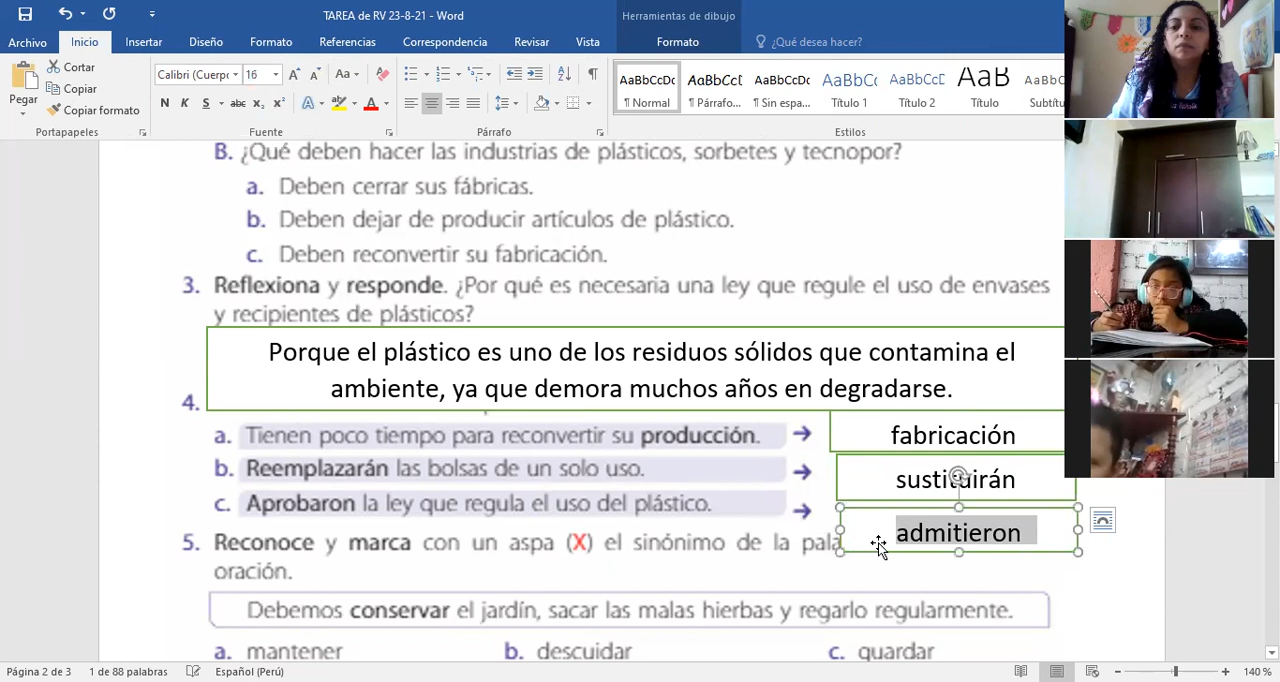 TAREA de RV 23-8-21 - Word
Herramientas de dibujo
Archivo Inicio Insertar Diseño Formato Referencias Correspondencia Revisar Vista Formato ¿Qué desea hacer?
Pegar
Cortar
Copiar
Copiar formato
Portapapeles
Calibri (Cuerpo 16
N K S abc x₂ x²
Fuente
Párrafo
AaBbCcDc AaBbCcI AaBbCcDc AaBbC AaBbCcD AaB AaBbC
¶ Normal ¶ Párrafo... ¶ Sin espa... Título 1 Título 2 Título Subtítu
Estilos
B. ¿Qué deben hacer las industrias de plásticos, sorbetes y tecnopor?
a. Deben cerrar sus fábricas.
b. Deben dejar de producir artículos de plástico.
c. Deben reconvertir su fabricación.
3. Reflexiona y responde. ¿Por qué es necesaria una ley que regule el uso de envases
y recipientes de plásticos?
Porque el plástico es uno de los residuos sólidos que contamina el
ambiente, ya que demora muchos años en degradarse.
4.
a. Tienen poco tiempo para reconvertir su producción. → fabricación
b. Reemplazarán las bolsas de un solo uso. → sustituirán
c. Aprobaron la ley que regula el uso del plástico. → admitieron
5. Reconoce y marca con un aspa (X) el sinónimo de la pala
oración.
Debemos conservar el jardín, sacar las malas hierbas y regarlo regularmente.
a. mantener b. descuidar c. guardar
Página 2 de 3 1 de 88 palabras Español (Perú) 140 %